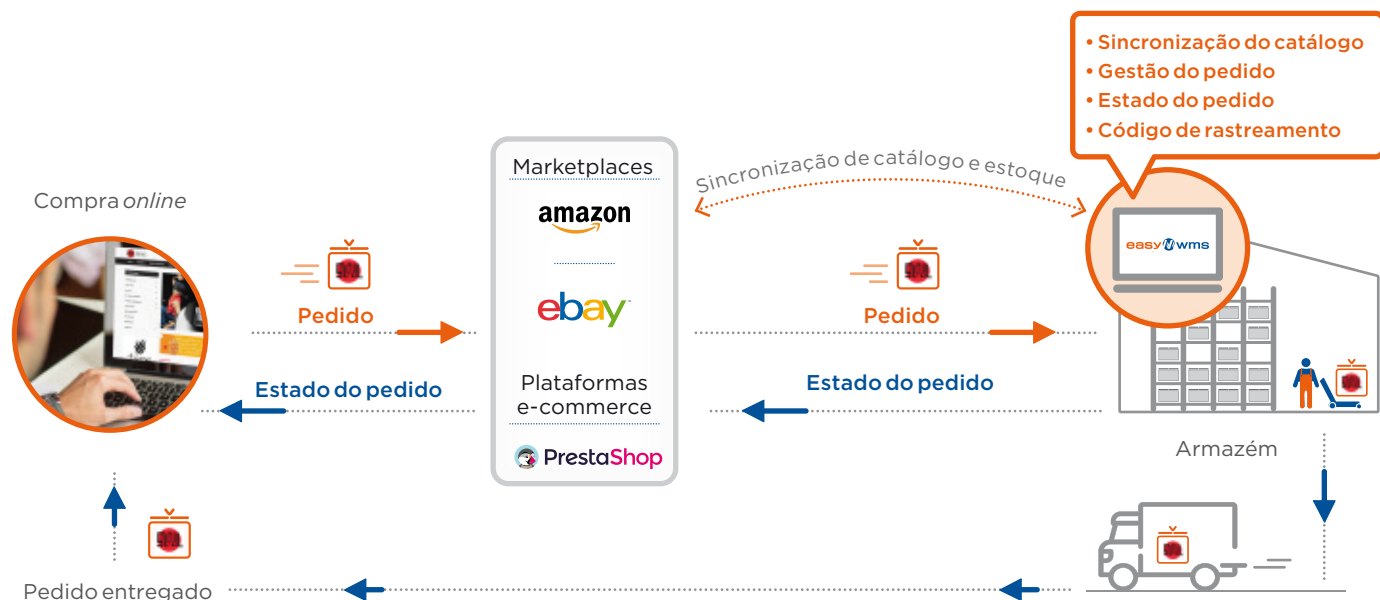 • Sincronização do catálogo
• Gestão do pedido
• Estado do pedido
• Código de rastreamento
Compra online
Marketplaces
amazon
ebay™
Plataformas
e-commerce
PrestaShop
Sincronização de catálogo e estoque
easy wms
Pedido
Pedido
Estado do pedido
Estado do pedido
Armazém
Pedido entregado